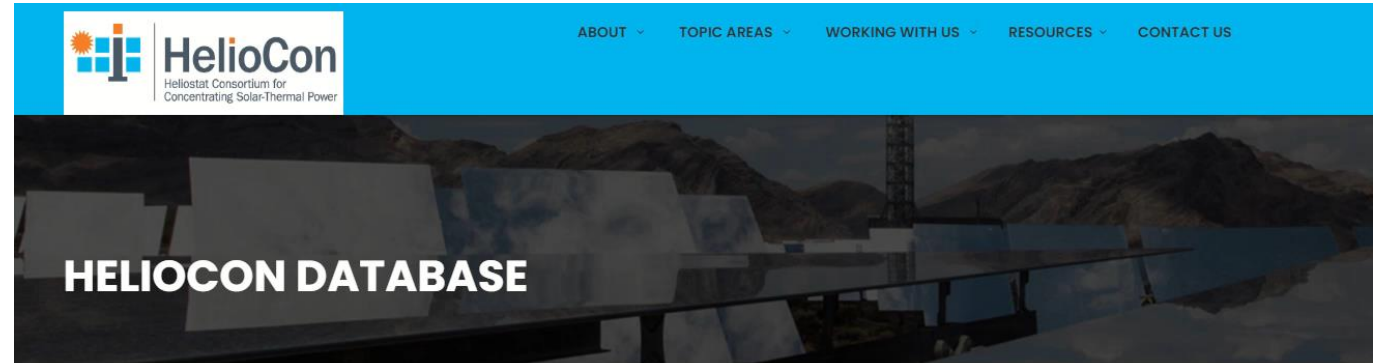 HelioCon
Heliostat Consortium for
Concentrating Solar-Thermal Power
ABOUT TOPIC AREAS WORKING WITH US RESOURCES CONTACT US
HELIOCON DATABASE